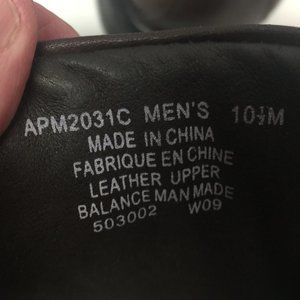 APM2031C MEN'S 10½M
MADE IN CHINA
FABRIQUE EN CHINE
LEATHER UPPER
BALANCE MAN MADE
503002 W09